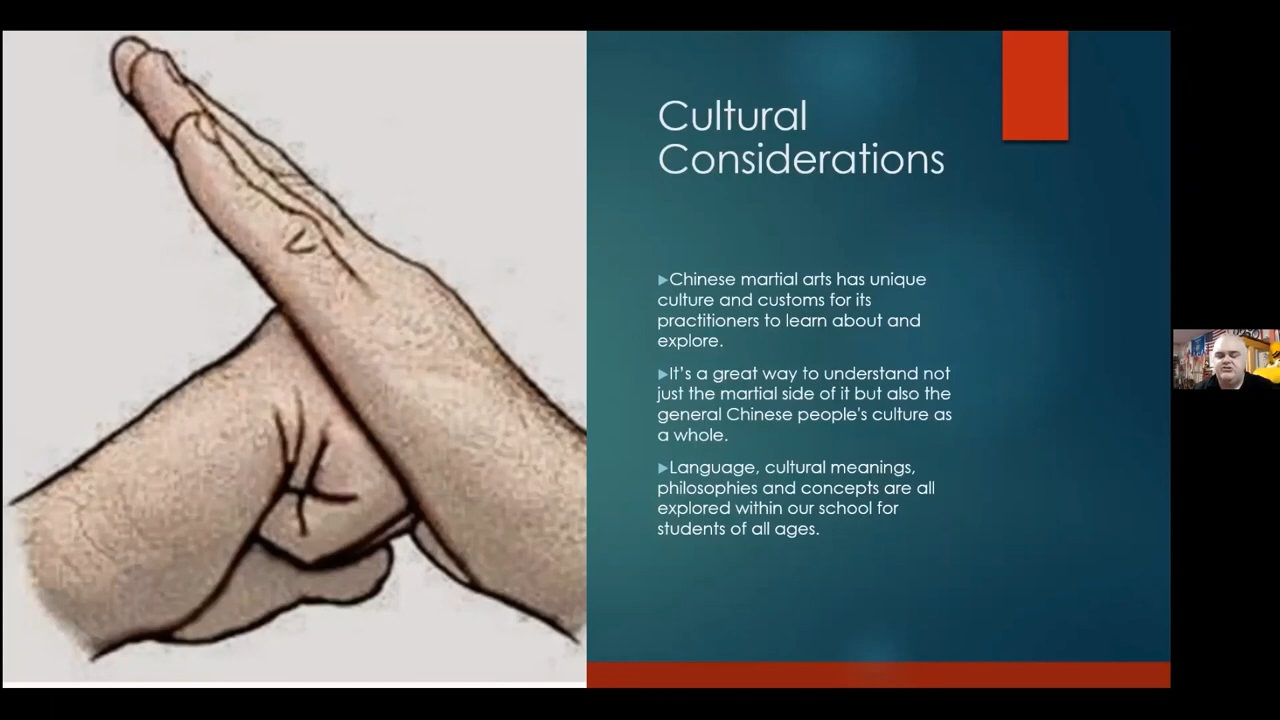 Cultural
Considerations
▶Chinese martial arts has unique
culture and customs for its
practitioners to learn about and
explore.
▶It's a great way to understand not
just the martial side of it but also the
general Chinese people's culture as
a whole.
▶Language, cultural meanings,
philosophies and concepts are all
explored within our school for
students of all ages.